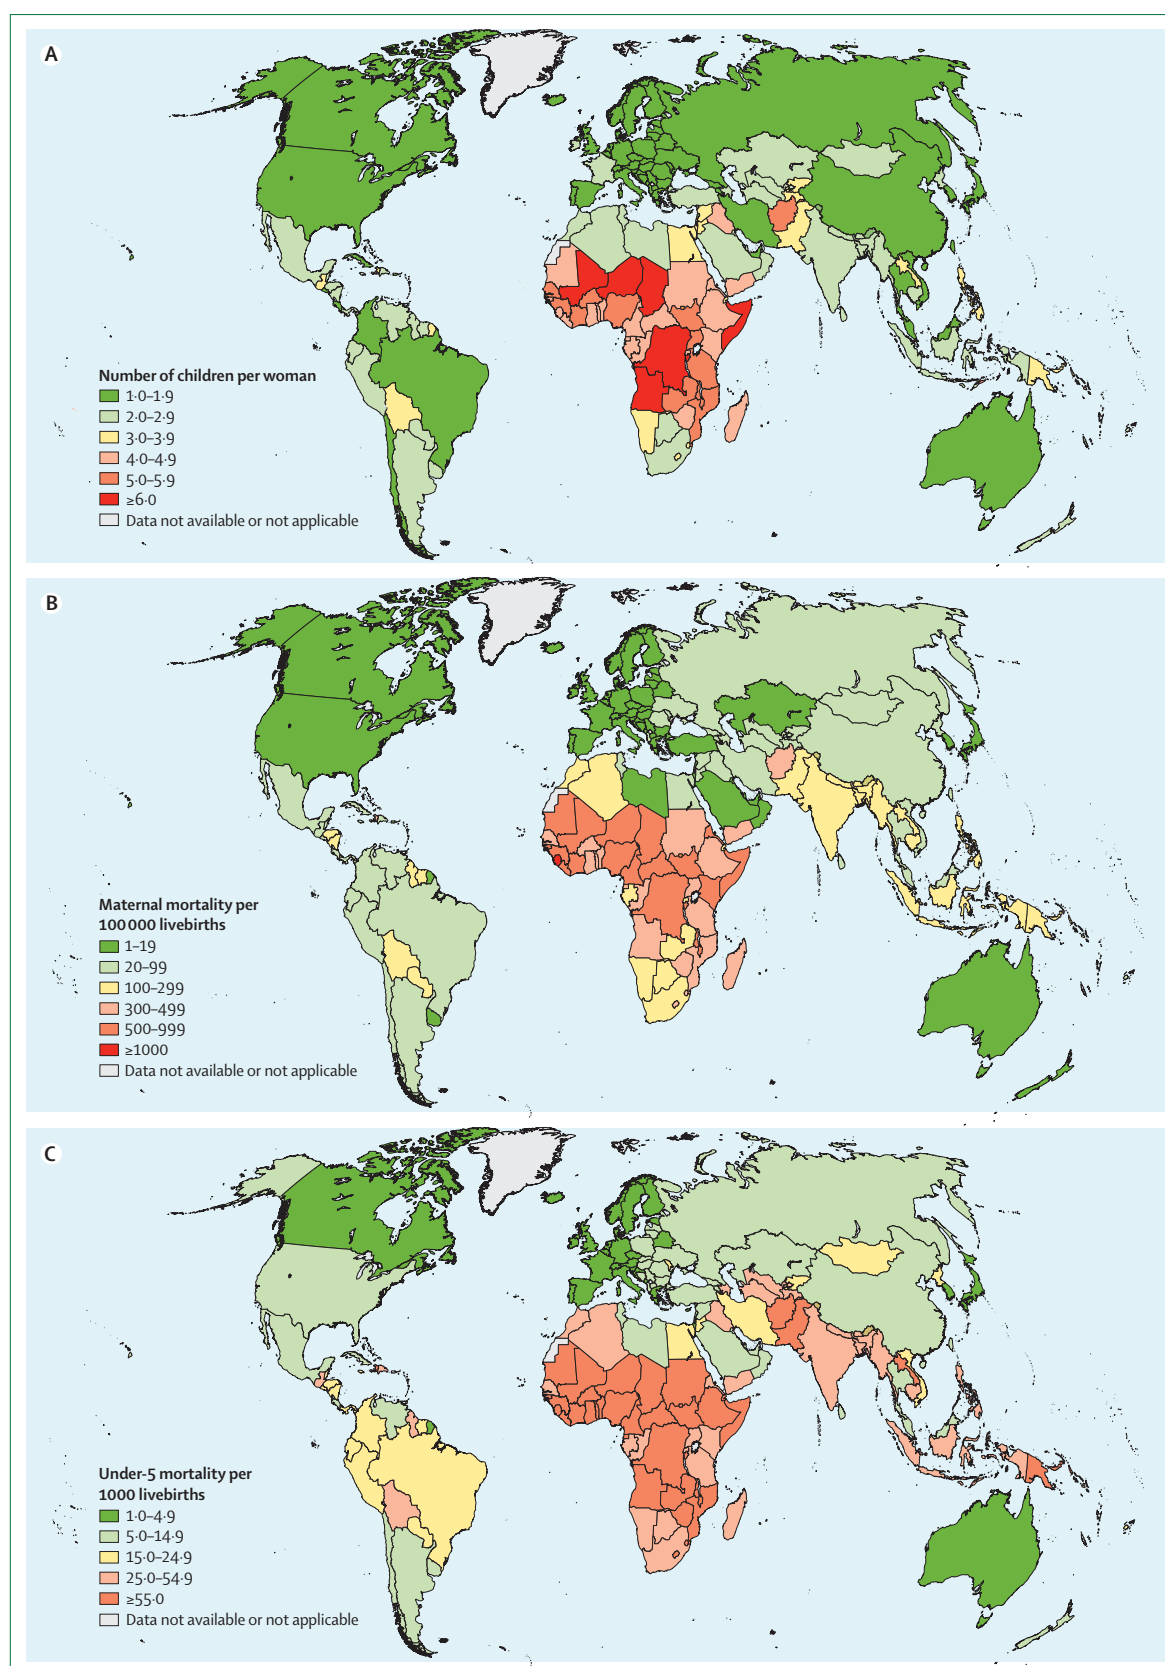 A
Number of children per woman
1·0–1·9
2·0–2·9
3·0–3·9
4·0–4·9
5·0–5·9
≥6·0
Data not available or not applicable
B
Maternal mortality per
100 000 livebirths
1–19
20–99
100–299
300–499
500–999
≥1000
Data not available or not applicable
C
Under-5 mortality per
1000 livebirths
1·0–4·9
5·0–14·9
15·0–24·9
25·0–54·9
≥55·0
Data not available or not applicable